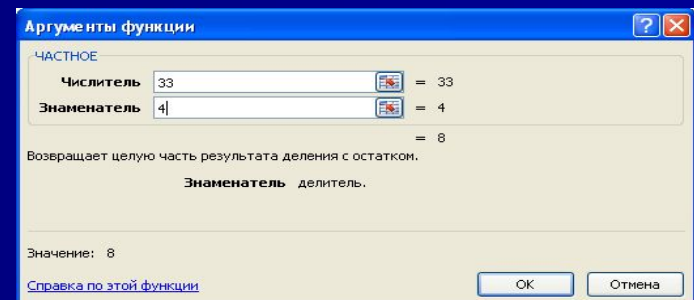 Аргументы функции
ЧАСТНОЕ
Числитель 33 = 33
Знаменатель 4 = 4
= 8
Возвращает целую часть результата деления с остатком.
Знаменатель делитель.
Значение: 8
Справка по этой функции ОК Отмена